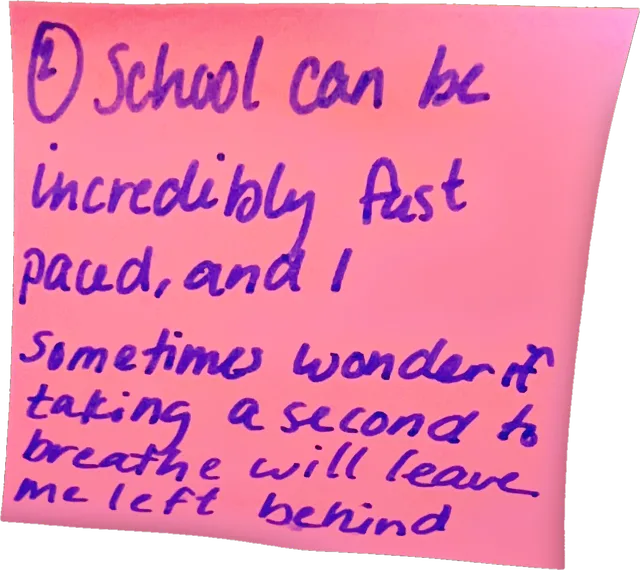 ② School can be
incredibly fast
paced, and I
sometimes wonder if
taking a second to
breathe will leave
me left behind